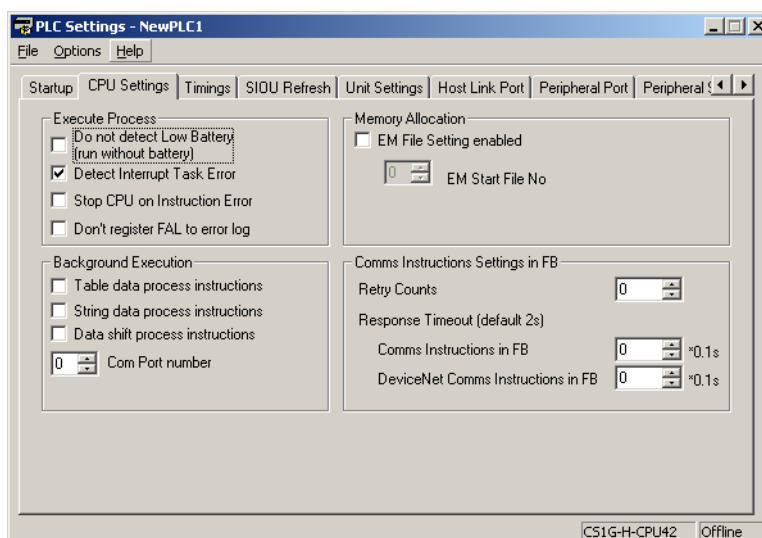 PLC Settings - NewPLC1
File Options Help
Startup CPU Settings Timings SIOU Refresh Unit Settings Host Link Port Peripheral Port Peripheral
Execute Process
Do not detect Low Battery
(run without battery)
Detect Interrupt Task Error
Stop CPU on Instruction Error
Don't register FAL to error log
Memory Allocation
EM File Setting enabled
0 EM Start File No
Background Execution
Table data process instructions
String data process instructions
Data shift process instructions
0 Com Port number
Comms Instructions Settings in FB
Retry Counts 0
Response Timeout (default 2s)
Comms Instructions in FB 0 *0.1s
DeviceNet Comms Instructions in FB 0 *0.1s
CS1G-H-CPU42 Offline